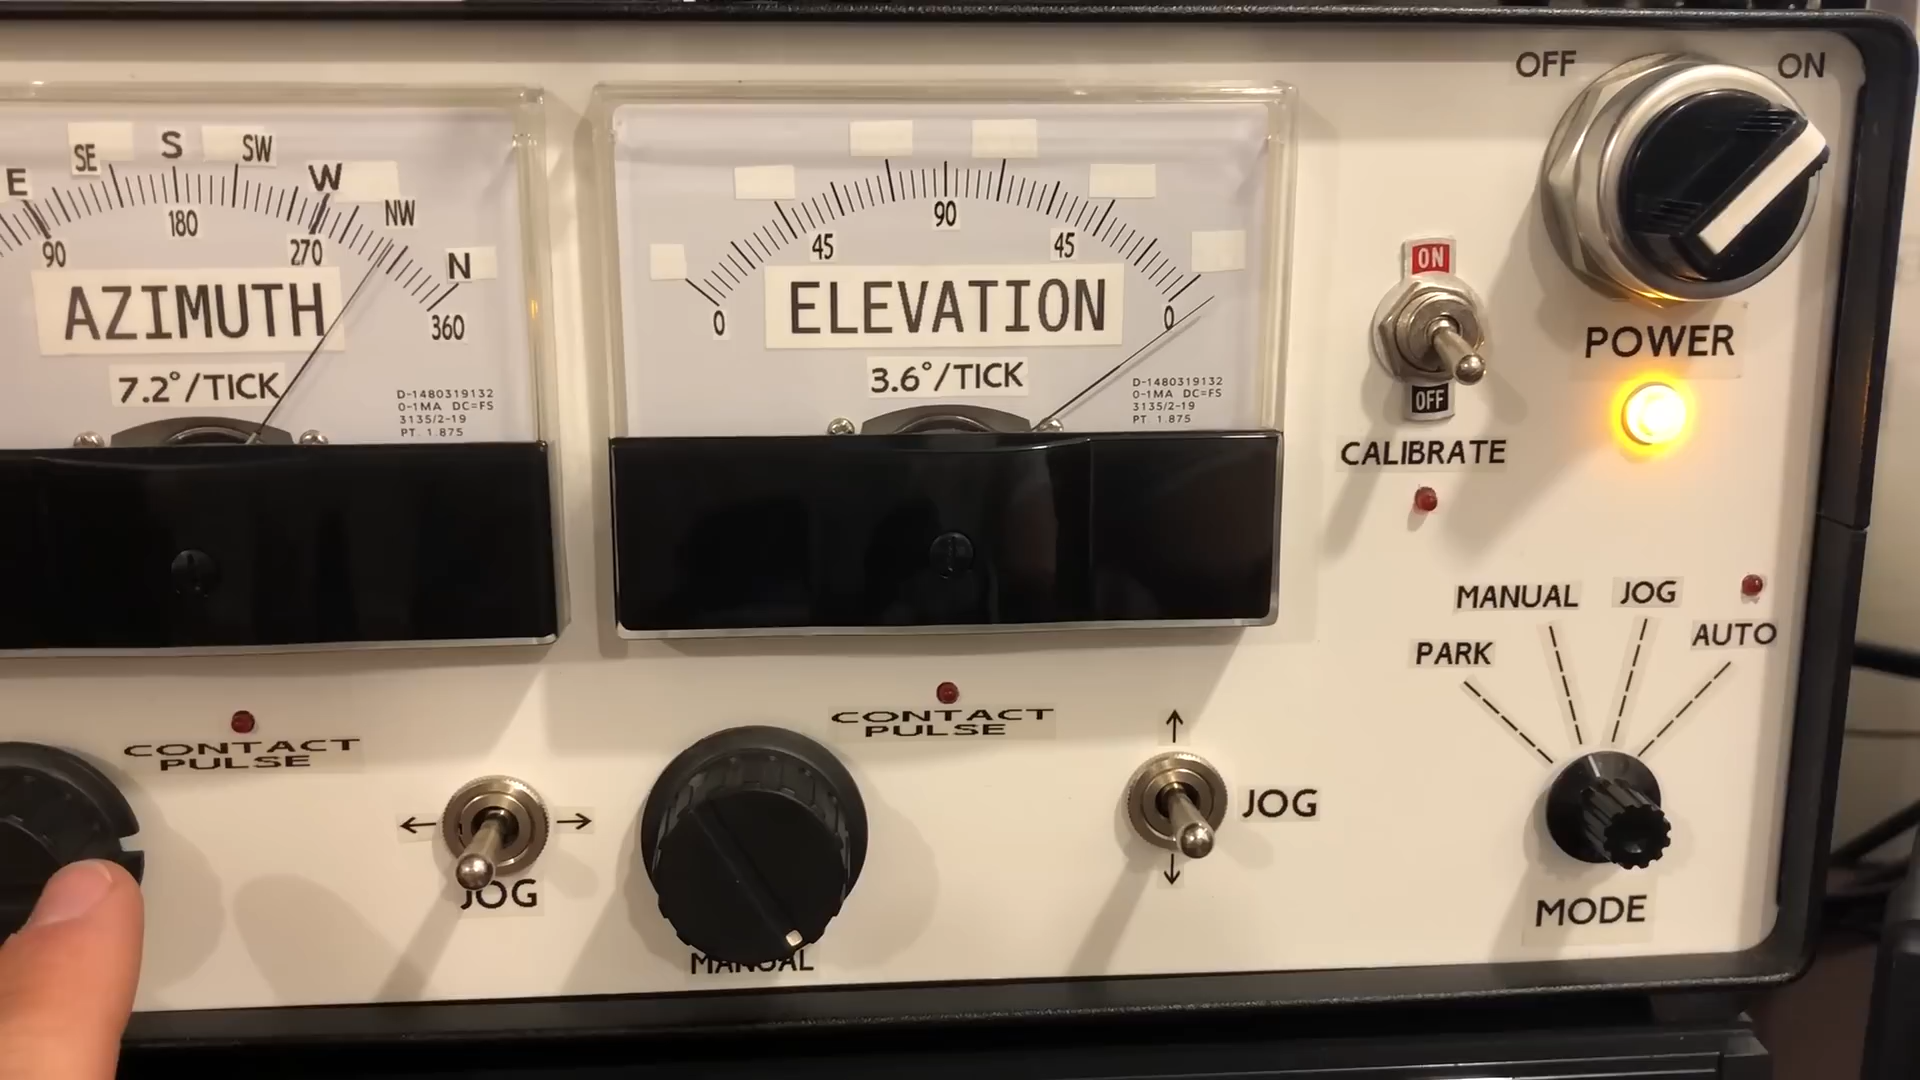 OFF ON
E SE S SW W NW N
90 180 270 360
AZIMUTH
7.2°/TICK
D-1480319132
0-1MA DC=FS
3135/2-19
PT. 1.875
0 45 90 45 0
ELEVATION
3.6°/TICK
D-1480319132
0-1MA DC=FS
3135/2-19
PT. 1.875
ON
OFF
CALIBRATE
POWER
CONTACT
PULSE
JOG
CONTACT
PULSE
MANUAL
JOG
PARK
MANUAL
JOG
AUTO
MODE